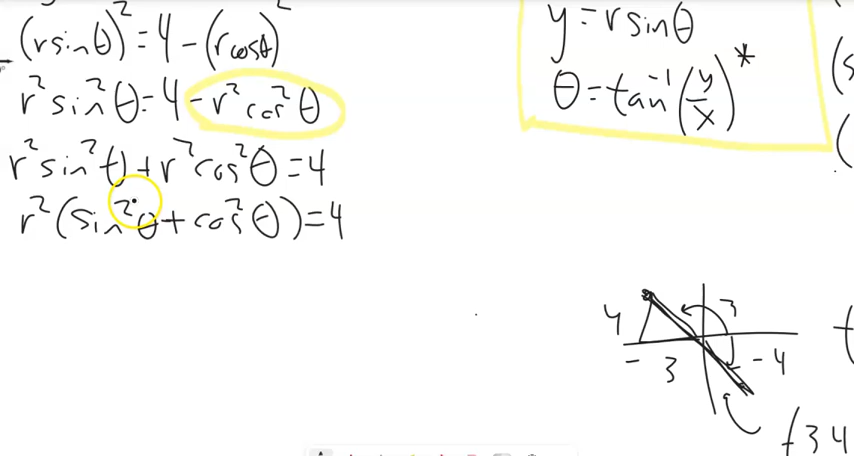 (r sin θ)² = 4 - (r cos θ)²
r² sin² θ = 4 - r² cos² θ
r² sin² θ + r² cos² θ = 4
r² (sin² θ + cos² θ) = 4
y = r sin θ
θ = tan⁻¹ (y/x) *
4
3
- 3
- 4